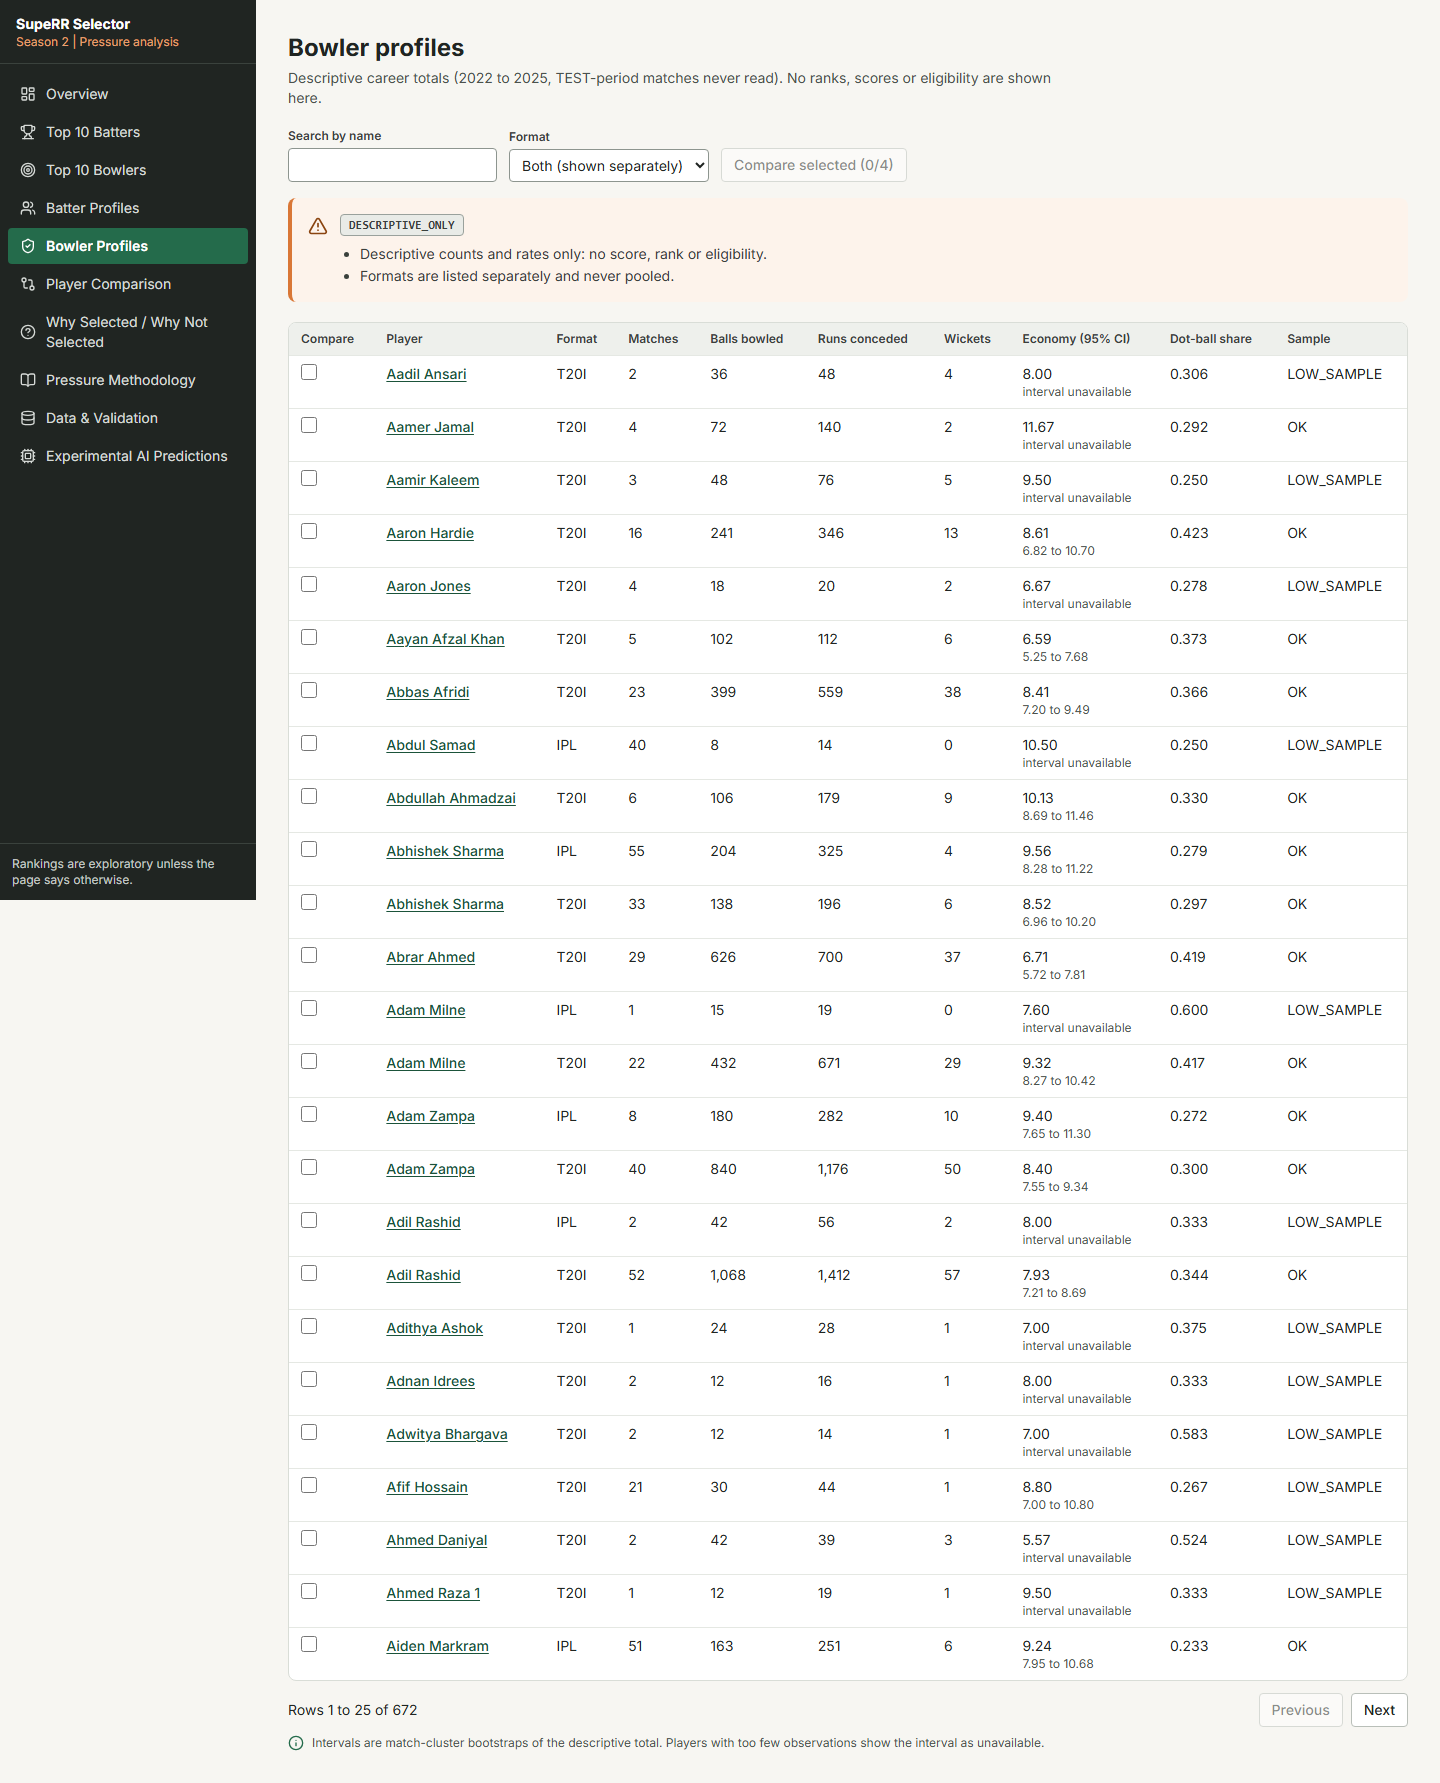 SupeRR Selector
Season 2 | Pressure analysis
Overview
Top 10 Batters
Top 10 Bowlers
Batter Profiles
Bowler Profiles
Player Comparison
Why Selected / Why Not
Selected
Pressure Methodology
Data & Validation
Experimental AI Predictions
Rankings are exploratory unless the
page says otherwise.
Bowler profiles
Descriptive career totals (2022 to 2025, TEST-period matches never read). No ranks, scores or eligibility are shown
here.
Search by name
Format
Both (shown separately)
Compare selected (0/4)
DESCRIPTIVE_ONLY
• Descriptive counts and rates only: no score, rank or eligibility.
• Formats are listed separately and never pooled.
Compare Player Format Matches Balls bowled Runs conceded Wickets Economy (95% CI) Dot-ball share Sample
Aadil Ansari T20I 2 36 48 4 8.00 0.306 LOW_SAMPLE
interval unavailable
Aamer Jamal T20I 4 72 140 2 11.67 0.292 OK
interval unavailable
Aamir Kaleem T20I 3 48 76 5 9.50 0.250 LOW_SAMPLE
interval unavailable
Aaron Hardie T20I 16 241 346 13 8.61 0.423 OK
6.82 to 10.70
Aaron Jones T20I 4 18 20 2 6.67 0.278 LOW_SAMPLE
interval unavailable
Aayan Afzal Khan T20I 5 102 112 6 6.59 0.373 OK
5.25 to 7.68
Abbas Afridi T20I 23 399 559 38 8.41 0.366 OK
7.20 to 9.49
Abdul Samad IPL 40 8 14 0 10.50 0.250 LOW_SAMPLE
interval unavailable
Abdullah Ahmadzai T20I 6 106 179 9 10.13 0.330 OK
8.69 to 11.46
Abhishek Sharma IPL 55 204 325 4 9.56 0.279 OK
8.28 to 11.22
Abhishek Sharma T20I 33 138 196 6 8.52 0.297 OK
6.96 to 10.20
Abrar Ahmed T20I 29 626 700 37 6.71 0.419 OK
5.72 to 7.81
Adam Milne IPL 1 15 19 0 7.60 0.600 LOW_SAMPLE
interval unavailable
Adam Milne T20I 22 432 671 29 9.32 0.417 OK
8.27 to 10.42
Adam Zampa IPL 8 180 282 10 9.40 0.272 OK
7.65 to 11.30
Adam Zampa T20I 40 840 1,176 50 8.40 0.300 OK
7.55 to 9.34
Adil Rashid IPL 2 42 56 2 8.00 0.333 LOW_SAMPLE
interval unavailable
Adil Rashid T20I 52 1,068 1,412 57 7.93 0.344 OK
7.21 to 8.69
Adithya Ashok T20I 1 24 28 1 7.00 0.375 LOW_SAMPLE
interval unavailable
Adnan Idrees T20I 2 12 16 1 8.00 0.333 LOW_SAMPLE
interval unavailable
Adwitya Bhargava T20I 2 12 14 1 7.00 0.583 LOW_SAMPLE
interval unavailable
Afif Hossain T20I 21 30 44 1 8.80 0.267 LOW_SAMPLE
7.00 to 10.80
Ahmed Daniyal T20I 2 42 39 3 5.57 0.524 LOW_SAMPLE
interval unavailable
Ahmed Raza 1 T20I 1 12 19 1 9.50 0.333 LOW_SAMPLE
interval unavailable
Aiden Markram IPL 51 163 251 6 9.24 0.233 OK
7.95 to 10.68
Rows 1 to 25 of 672
Previous
Next
Intervals are match-cluster bootstraps of the descriptive total. Players with too few observations show the interval as unavailable.